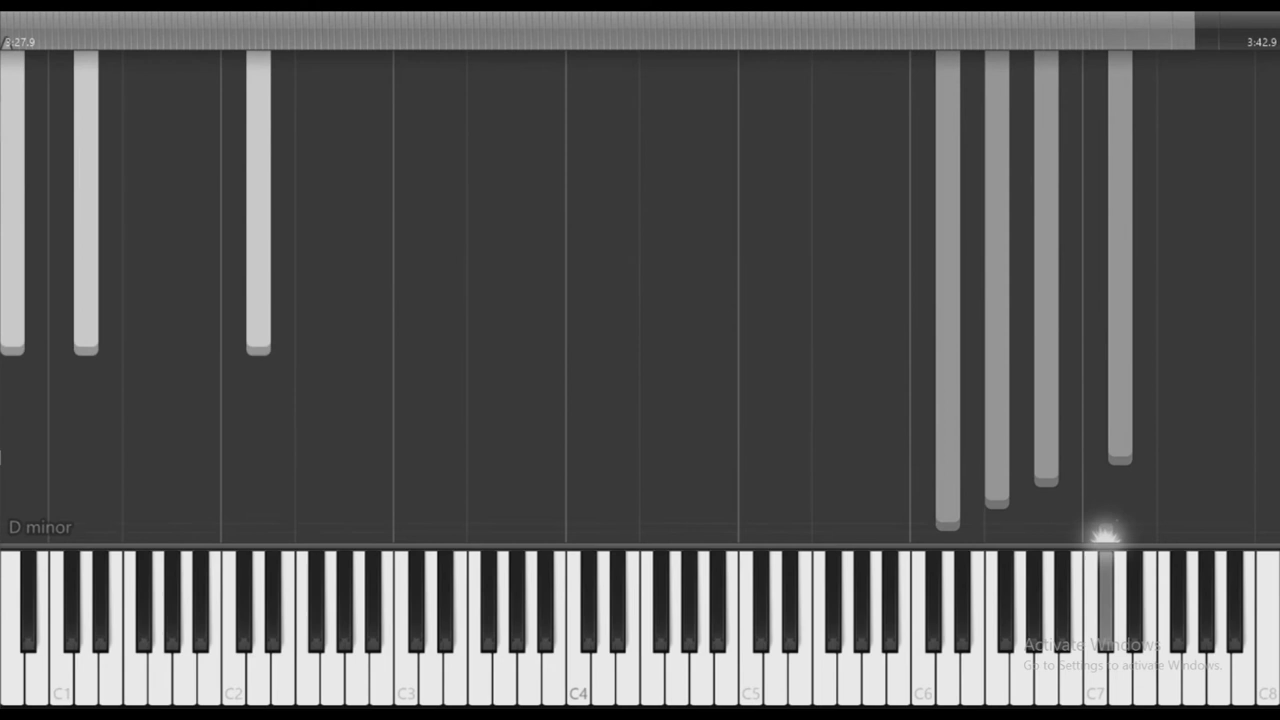 3:27.9
3:42.9
D minor
Activate Windows
Go to Settings to activate Windows.
C1
C2
C3
C4
C5
C6
C7
C8